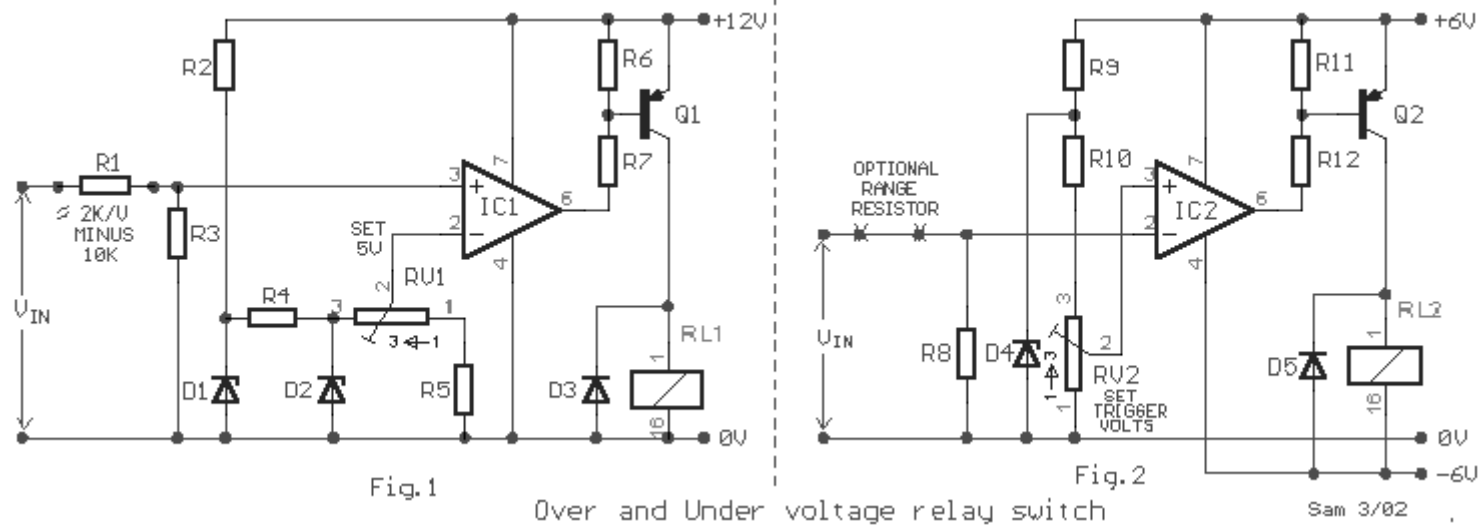 +12V
R2
R6
Q1
7
R7
R1
3
+
6
IC1
2
−
2K/V
MINUS
10K
R3
SET
5V
4
2
RV1
R4
3
1
VIN
3 1
RL1
1
D1
D2
R5
D3
16
0V
Fig.1
+6V
R9
R11
Q2
R10
7
R12
OPTIONAL
RANGE
RESISTOR
3
+
6
IC2
2
−
4
3
RL2
1
VIN
R8
D4
1 3
2
RV2
SET
TRIGGER
VOLTS
D5
1
16
0V
-6V
Fig.2
Over and Under voltage relay switch
Sam 3/02